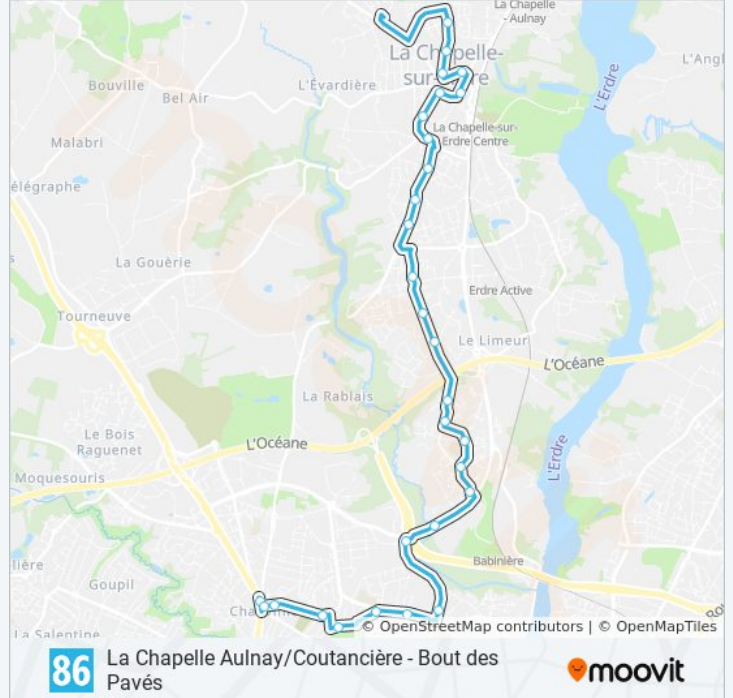 La Chapelle
- Aulnay
La Chapelle-
L'Angl
L'Évardière
Bouville
Bel Air
L'Erdre
La Chapelle-sur-
Erdre Centre
Malabri
élégraphe
La Gouèrie
Erdre Active
Tourneuve
Le Limeur
L'Océane
La Rablais
Le Bois
Raguenet
L'Océane
L'Erdre
Moquesouris
Babinière
lière
Goupil
La Salentine
© OpenStreetMap contributors | © OpenMapTiles
86
La Chapelle Aulnay/Coutancière - Bout des
Pavés
moovit